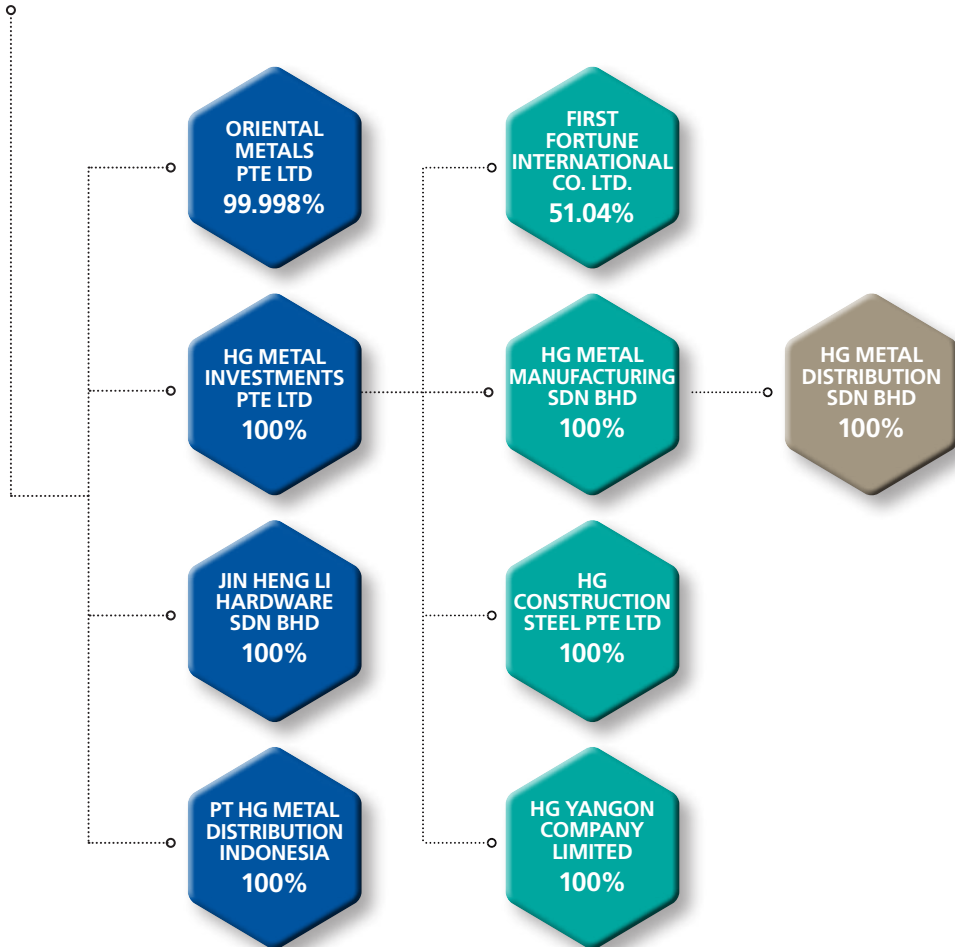 ORIENTAL
METALS
PTE LTD
99.998%
FIRST
FORTUNE
INTERNATIONAL
CO. LTD.
51.04%
HG METAL
INVESTMENTS
PTE LTD
100%
HG METAL
MANUFACTURING
SDN BHD
100%
HG METAL
DISTRIBUTION
SDN BHD
100%
JIN HENG LI
HARDWARE
SDN BHD
100%
HG
CONSTRUCTION
STEEL PTE LTD
100%
PT HG METAL
DISTRIBUTION
INDONESIA
100%
HG YANGON
COMPANY
LIMITED
100%